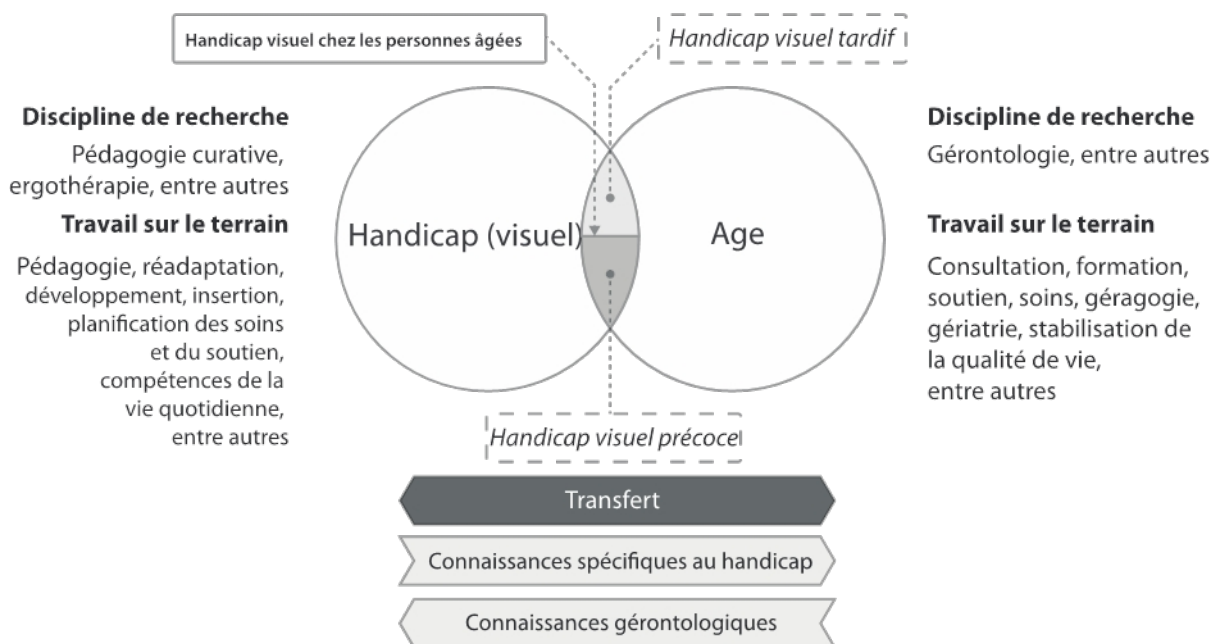 Handicap visuel chez les personnes âgées
Handicap visuel tardif
Discipline de recherche
Pédagogie curative,
ergothérapie, entre autres
Travail sur le terrain
Pédagogie, réadaptation,
développement, insertion,
planification des soins
et du soutien,
compétences de la
vie quotidienne,
entre autres
Handicap (visuel)
Age
Discipline de recherche
Gérontologie, entre autres
Travail sur le terrain
Consultation, formation,
soutien, soins, géragogie,
gériatrie, stabilisation de
la qualité de vie,
entre autres
Handicap visuel précoce
Transfert
Connaissances spécifiques au handicap
Connaissances gérontologiques